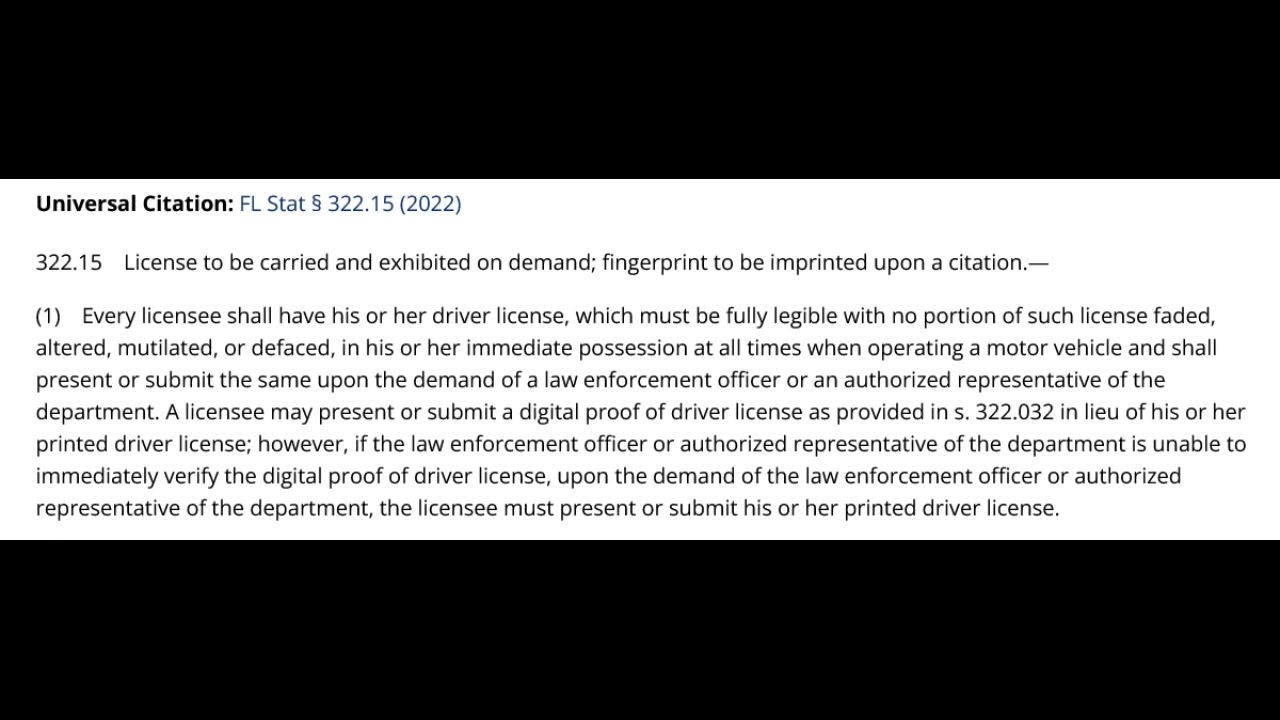 Universal Citation: FL Stat § 322.15 (2022)
322.15 License to be carried and exhibited on demand; fingerprint to be imprinted upon a citation.—
(1) Every licensee shall have his or her driver license, which must be fully legible with no portion of such license faded,
altered, mutilated, or defaced, in his or her immediate possession at all times when operating a motor vehicle and shall
present or submit the same upon the demand of a law enforcement officer or an authorized representative of the
department. A licensee may present or submit a digital proof of driver license as provided in s. 322.032 in lieu of his or her
printed driver license; however, if the law enforcement officer or authorized representative of the department is unable to
immediately verify the digital proof of driver license, upon the demand of the law enforcement officer or authorized
representative of the department, the licensee must present or submit his or her printed driver license.